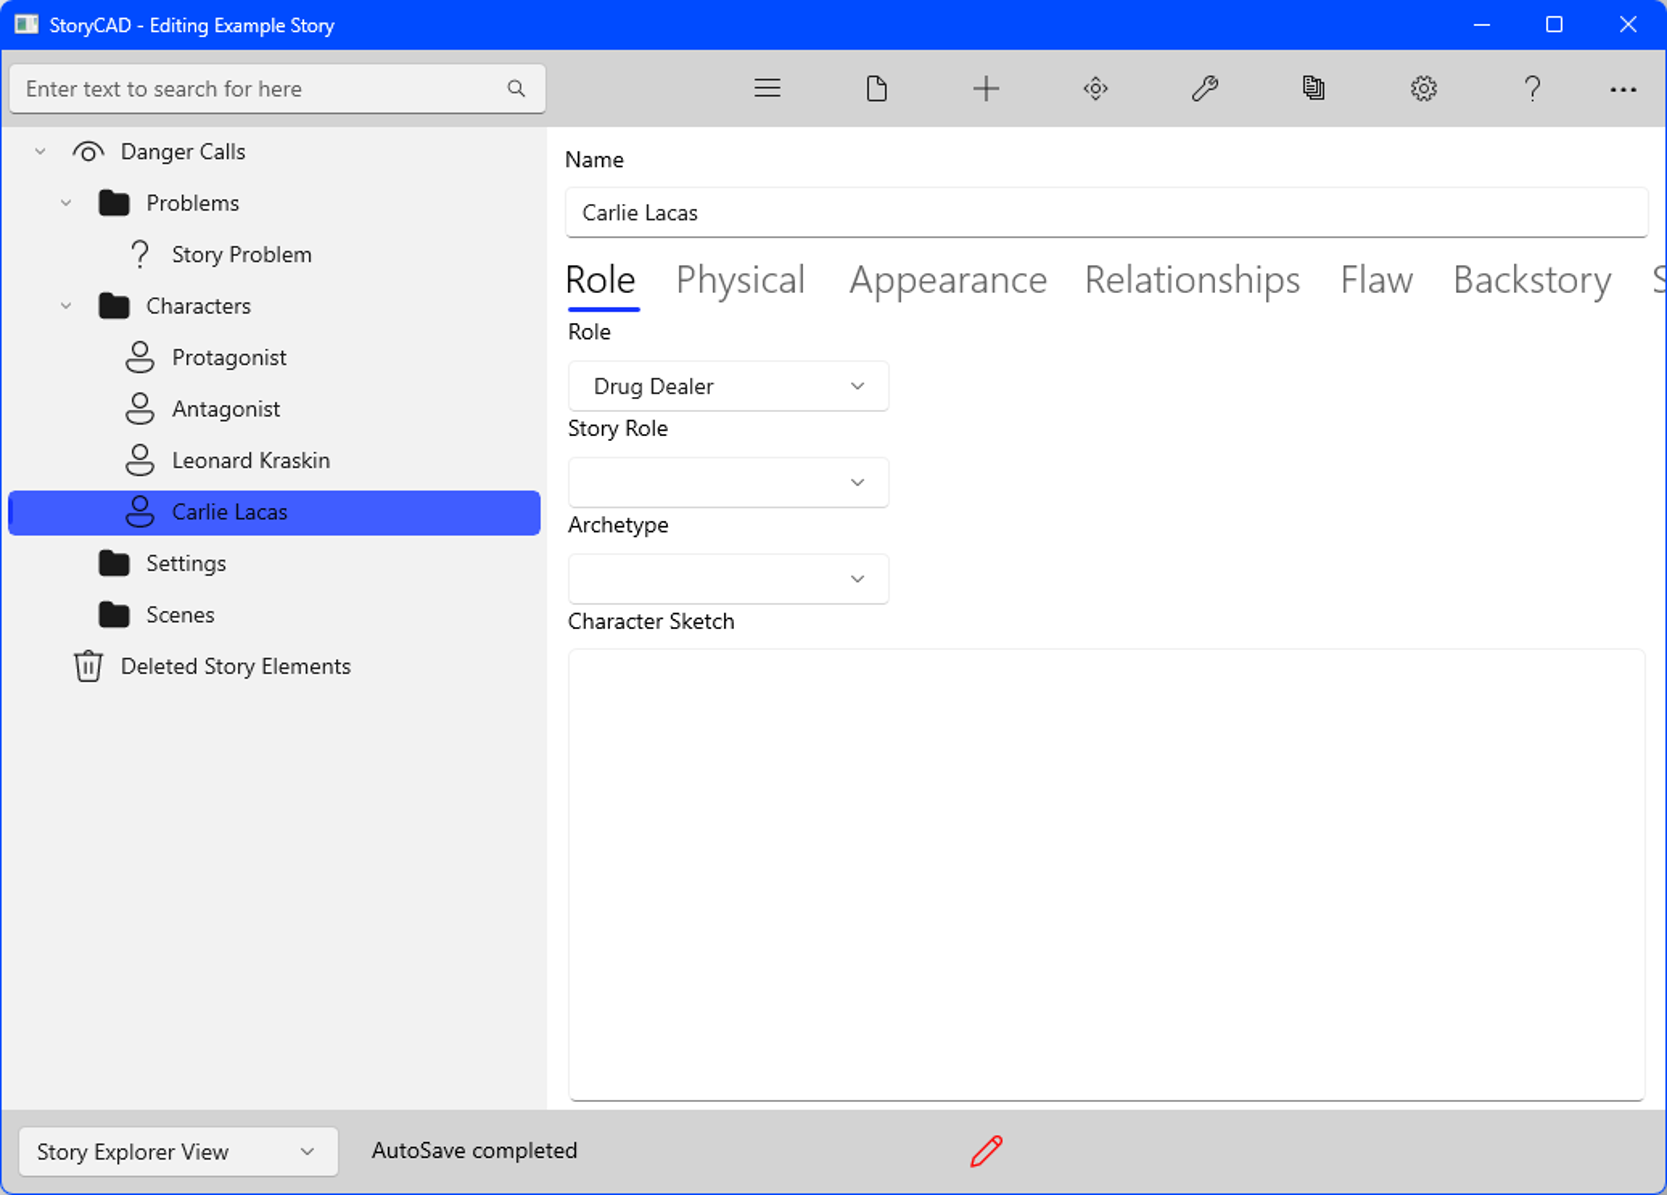 StoryCAD - Editing Example Story
Enter text to search for here
Danger Calls
Problems
Story Problem
Characters
Protagonist
Antagonist
Leonard Kraskin
Carlie Lacas
Settings
Scenes
Deleted Story Elements
Name
Carlie Lacas
Role Physical Appearance Relationships Flaw Backstory
Role
Drug Dealer
Story Role
Archetype
Character Sketch
Story Explorer View
AutoSave completed